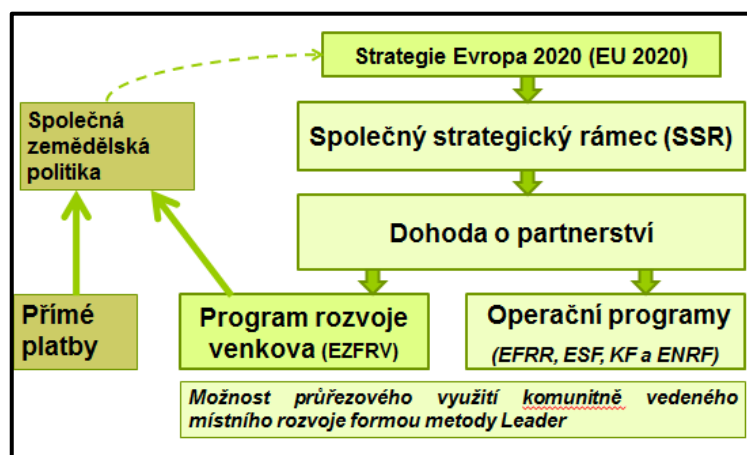 Strategie Evropa 2020 (EU 2020)
Společná
zemědělská
politika
Společný strategický rámec (SSR)
Dohoda o partnerství
Přímé
platby
Program rozvoje
venkova (EZFRV)
Operační programy
(EFRR, ESF, KF a ENRF)
Možnost průřezového využití komunitně vedeného
místního rozvoje formou metody Leader